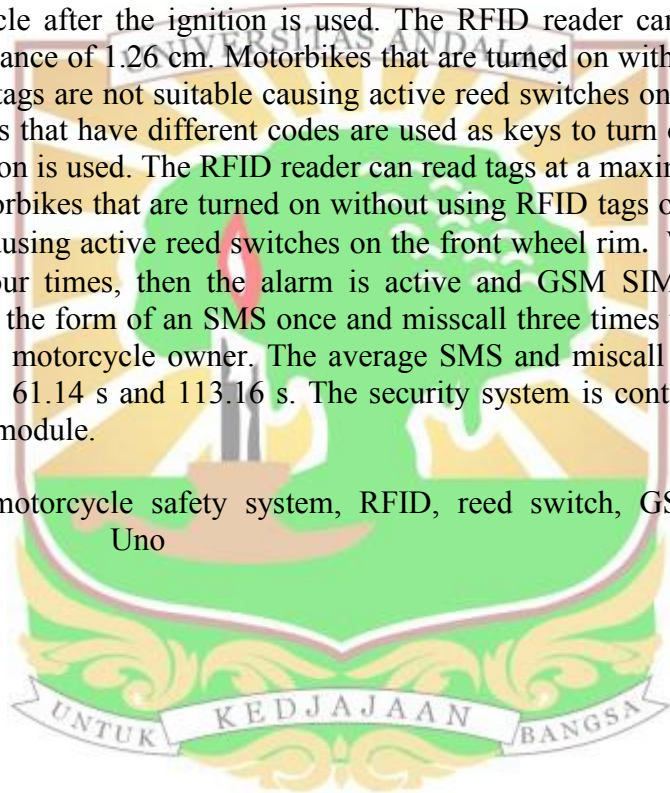 cle after the ignition is used. The RFID reader can
ance of 1.26 cm. Motorbikes that are turned on with
tags are not suitable causing active reed switches on
s that have different codes are used as keys to turn
on is used. The RFID reader can read tags at a maxin
orbikes that are turned on without using RFID tags o
using active reed switches on the front wheel rim.
our times, then the alarm is active and GSM SIM
the form of an SMS once and misscall three times
motorcycle owner. The average SMS and miscall
61.14 s and 113.16 s. The security system is cont
module.
motorcycle safety system, RFID, reed switch, GS
Uno
UNIVERSITAS ANDALAS
UNTUK KEDJAJAAN BANGSA